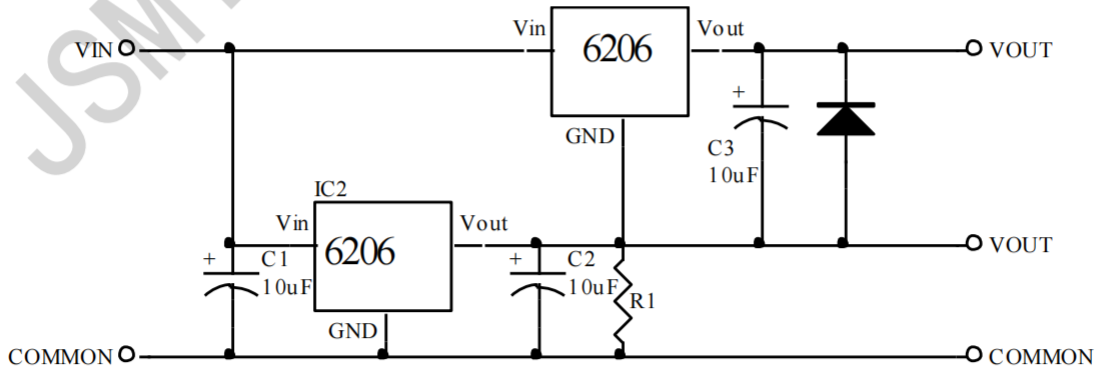 JSM
Vin
6206
Vout
VIN
VOUT
GND
+
C3
10uF
IC2
Vin
6206
Vout
VOUT
+
C1
10uF
+
C2
10uF
R1
GND
COMMON
COMMON